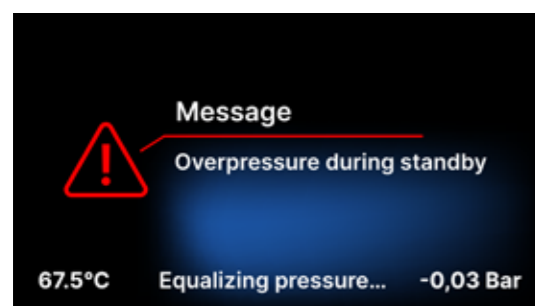 Message
Overpressure during standby
67.5°C Equalizing pressure... -0,03 Bar